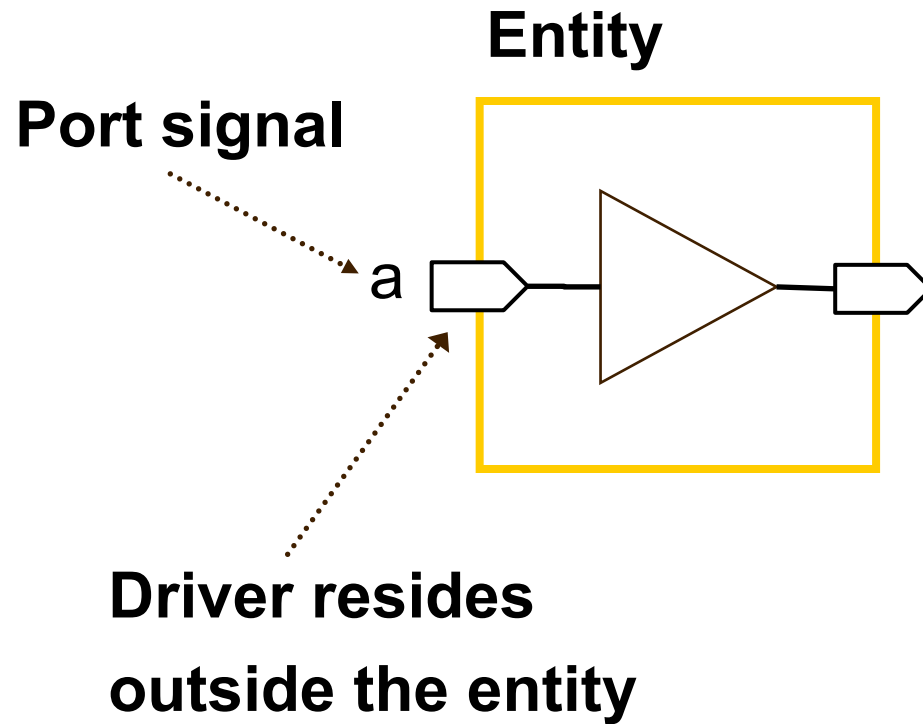 Entity
Port signal
a
Driver resides
outside the entity